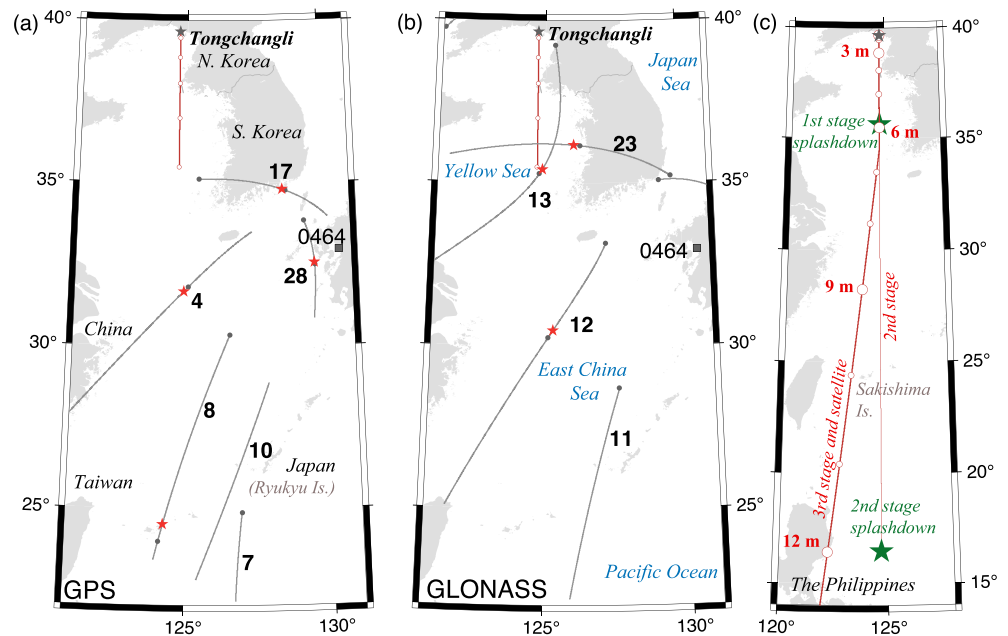 (a)
40°
Tongchangli
N. Korea
S. Korea
17
35°
0464
28
4
China
30°
8
10
Japan
(Ryukyu Is.)
Taiwan
25°
7
GPS
125°
130°
(b)
40°
Tongchangli
Japan
Sea
23
Yellow Sea
35°
13
0464
12
30°
East China
Sea
11
25°
Pacific Ocean
GLONASS
125°
130°
(c)
120°
125°
40°
3 m
1st stage
splashdown
6 m
35°
30°
9 m
2nd stage
25°
Sakishima
Is.
3rd stage and satellite
20°
2nd stage
splashdown
12 m
The Philippines
15°
120°
125°